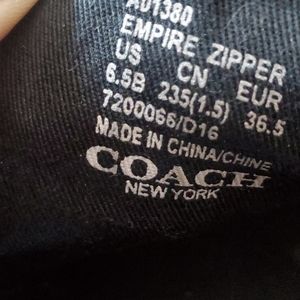 A01380
EMPIRE ZIPPER
US CN EUR
6.5B 235(1.5) 36.5
7200066/D16
MADE IN CHINA/CHINE
COACH
NEW YORK